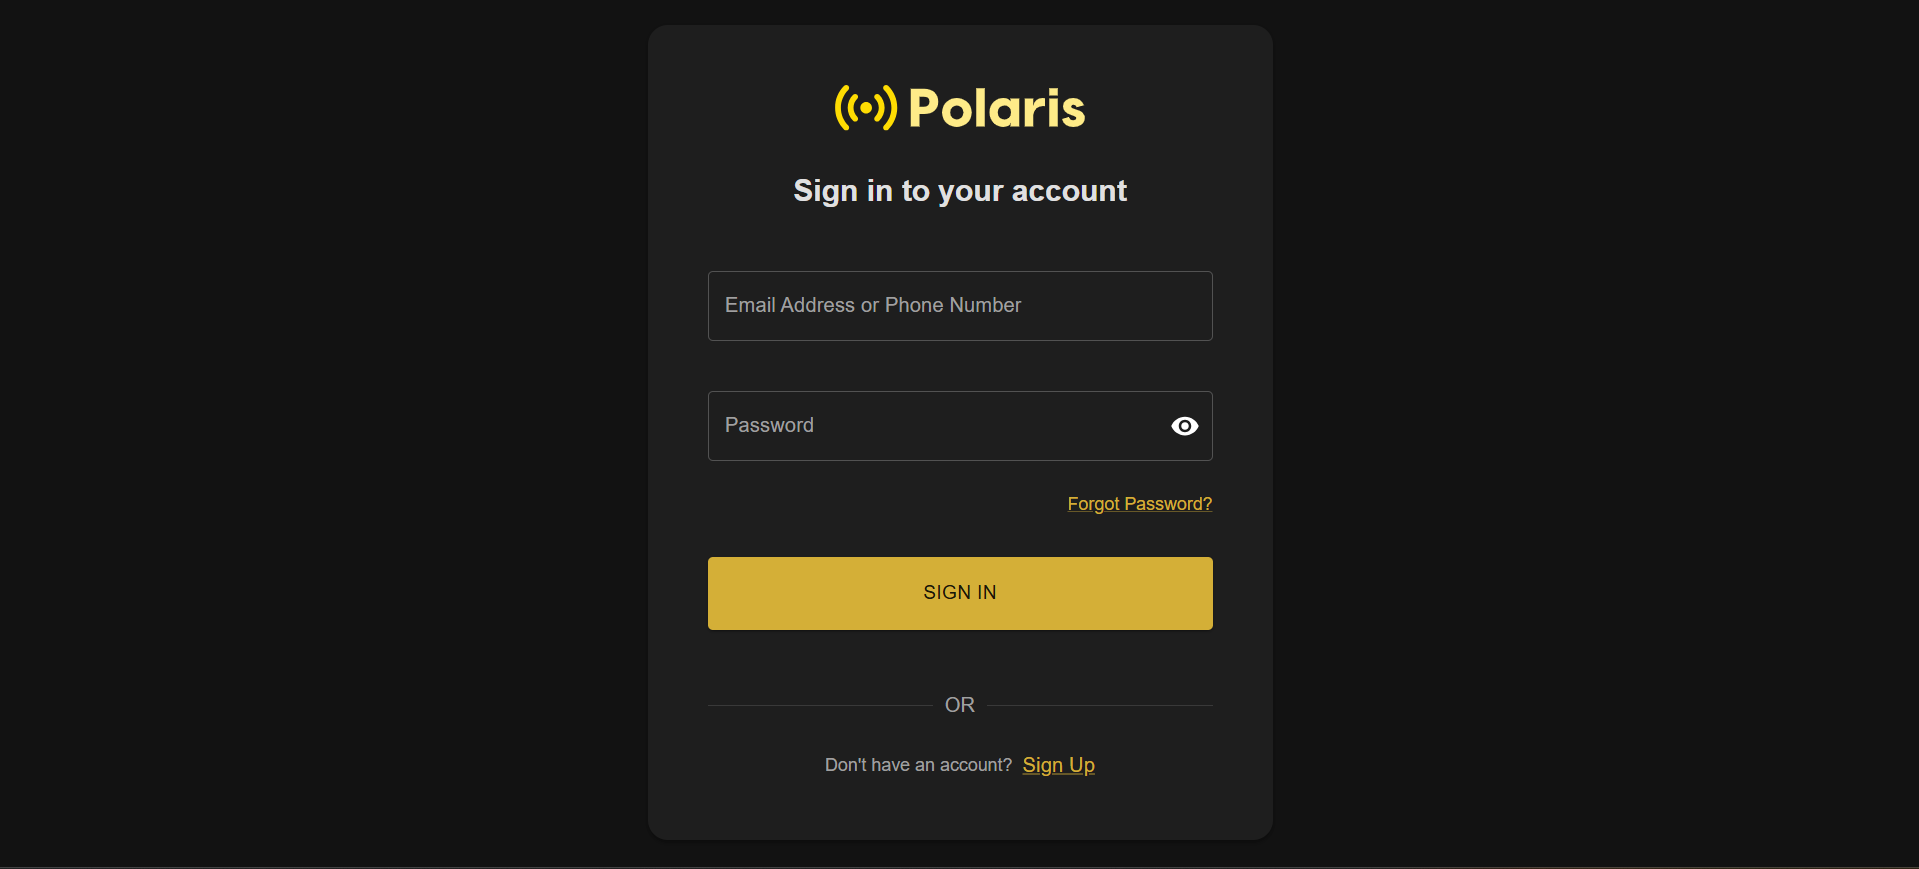 Polaris
Sign in to your account
Email Address or Phone Number
Password
Forgot Password?
SIGN IN
OR
Don't have an account? Sign Up